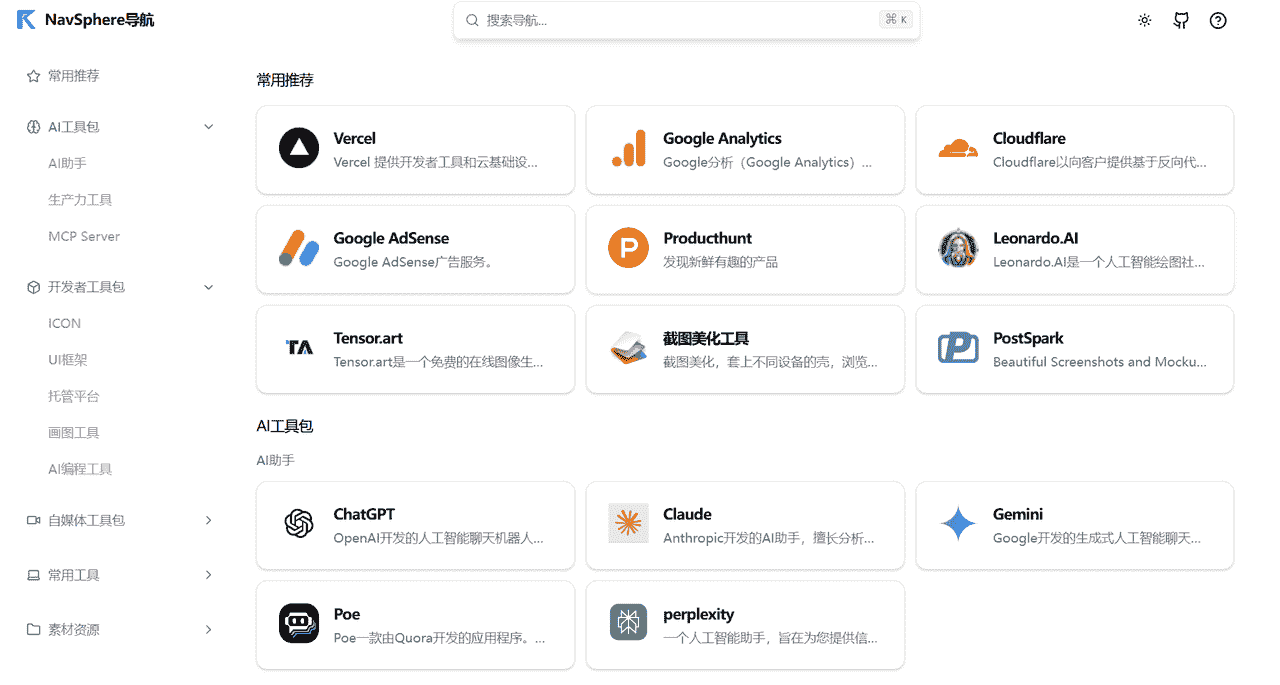 NavSphere导航
搜索导航...
⌘ K
常用推荐
AI工具包
AI助手
生产力工具
MCP Server
开发者工具包
ICON
UI框架
托管平台
画图工具
AI编程工具
自媒体工具包
常用工具
素材资源
常用推荐
Vercel
Vercel 提供开发者工具和云基础设...
Google Analytics
Google分析（Google Analytics）...
Cloudflare
Cloudflare以向客户提供基于反向代...
Google AdSense
Google AdSense广告服务。
Producthunt
发现新鲜有趣的产品
Leonardo.AI
Leonardo.AI是一个人工智能绘图社...
TA
Tensor.art
Tensor.art是一个免费的在线图像生...
截图美化工具
截图美化，套上不同设备的壳，浏览...
PostSpark
Beautiful Screenshots and Mocku...
AI工具包
AI助手
ChatGPT
OpenAI开发的人工智能聊天机器人...
Claude
Anthropic开发的AI助手，擅长分析...
Gemini
Google开发的生成式人工智能聊天...
Poe
Poe一款由Quora开发的应用程序。...
perplexity
一个人工智能助手，旨在为您提供信...